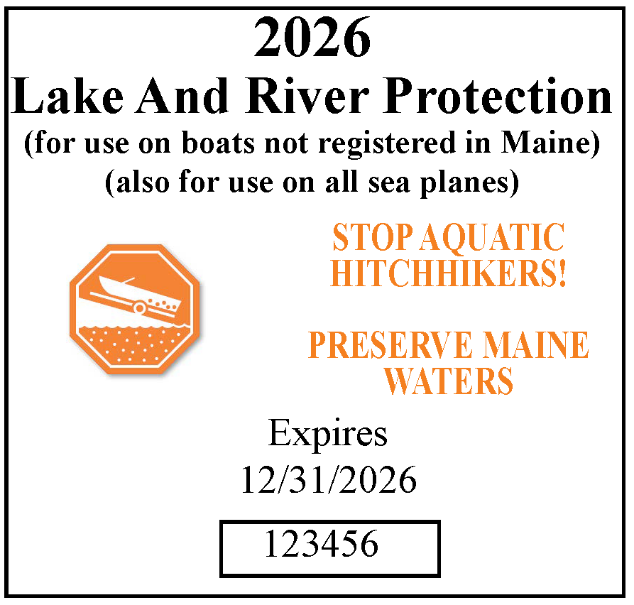 2026
Lake And River Protection
(for use on boats not registered in Maine)
(also for use on all sea planes)
STOP AQUATIC
HITCHHIKERS!
PRESERVE MAINE
WATERS
Expires
12/31/2026
123456